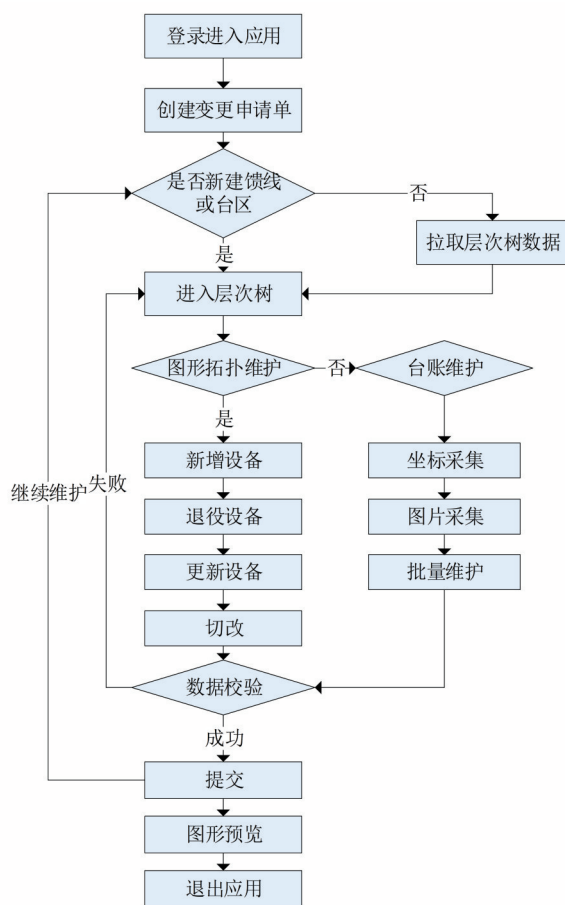 登录进入应用
创建变更申请单
是否新建馈线
或台区
否
拉取层次树数据
是
进入层次树
图形拓扑维护
否
台账维护
是
新增设备
坐标采集
继续维护
失败
退役设备
图片采集
更新设备
批量维护
切改
数据校验
成功
提交
图形预览
退出应用